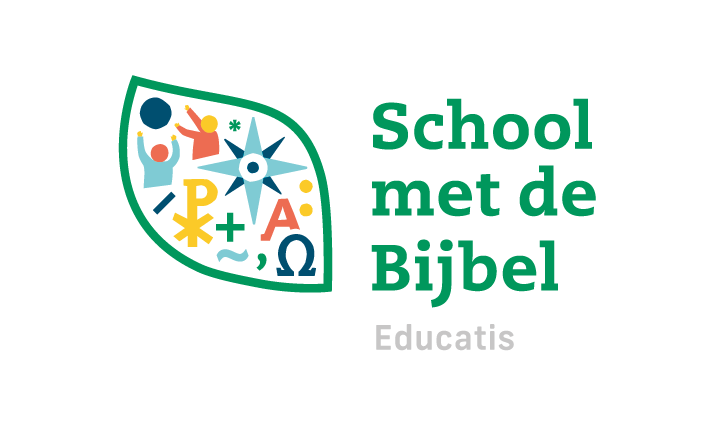 School
met de
Bijbel
Educatis
Α
Ω